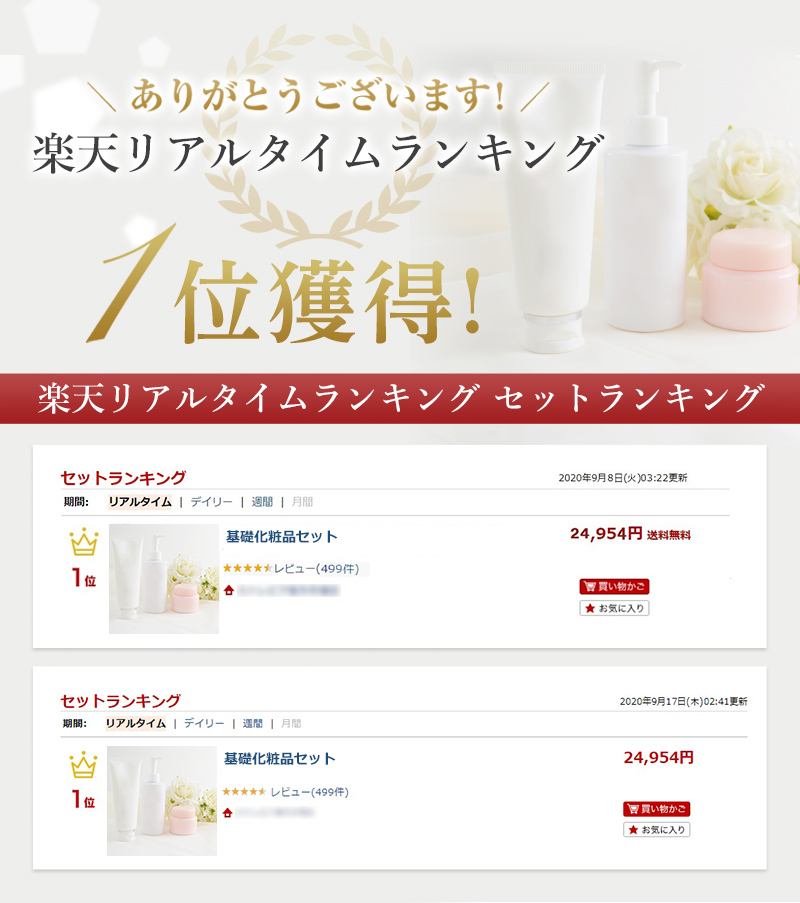 ＼ ありがとうございます! ／
楽天リアルタイムランキング
1位獲得!
楽天リアルタイムランキング セットランキング
セットランキング
2020年9月8日(火)03:22更新
期間: リアルタイム | デイリー | 週間 | 月間
1位
基礎化粧品セット
24,954円 送料無料
★★★★★レビュー(499件)
買い物かご
★ お気に入り
セットランキング
2020年9月17日(木)02:41更新
期間: リアルタイム | デイリー | 週間 | 月間
1位
基礎化粧品セット
24,954円
★★★★★ レビュー(499件)
買い物かご
★ お気に入り